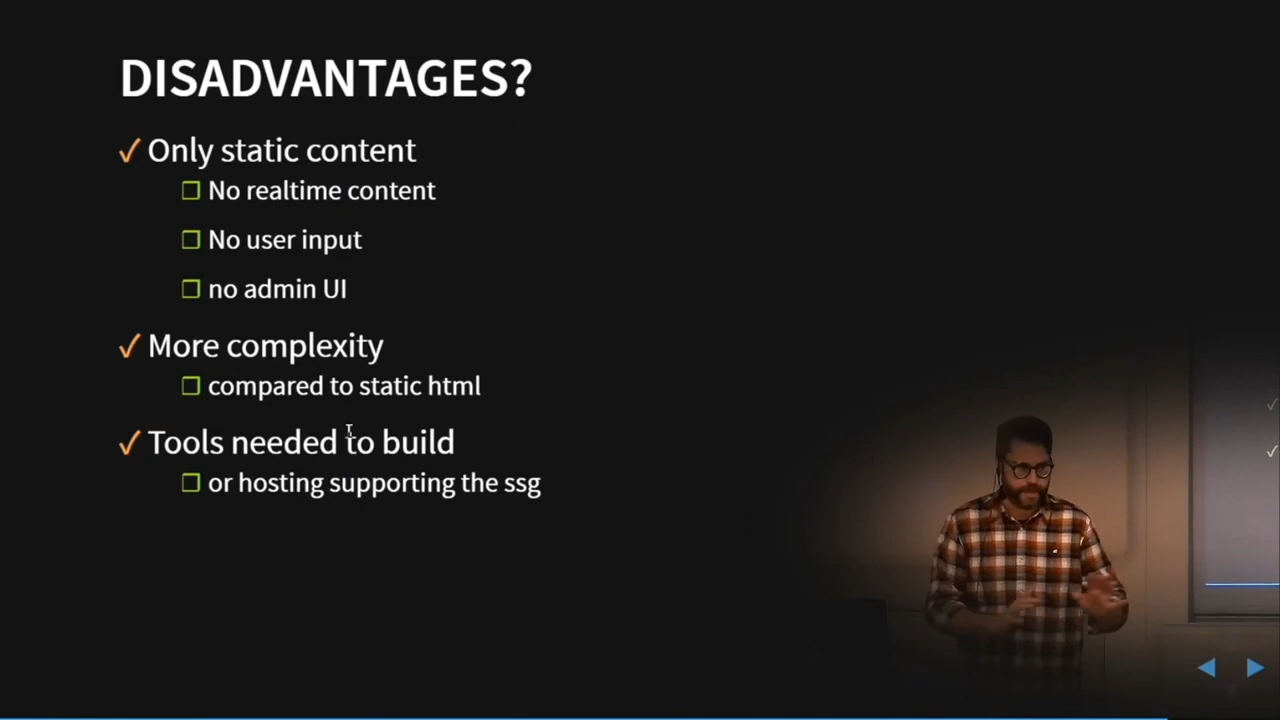 DISADVANTAGES?
Only static content
No realtime content
No user input
no admin UI
More complexity
compared to static html
Tools needed to build
or hosting supporting the ssg